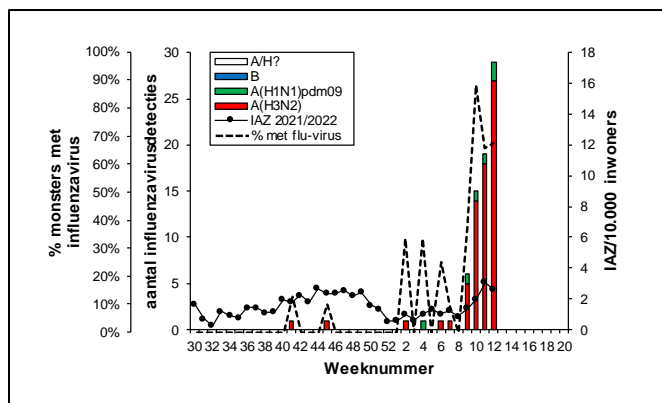 % monsters met
influenzavirus
100%
90%
80%
70%
60%
50%
40%
30%
20%
10%
0%
aantal influenzavirusdetecties
30
25
20
15
10
5
0
A/H?
B
A(H1N1)pdm09
A(H3N2)
IAZ 2021/2022
% met flu-virus
18
16
14
12
10
8
6
4
2
0
IAZ/10.000 inwoners
30 32 34 36 38 40 42 44 46 48 50 52 2 4 6 8 10 12 14 16 18 20
Weeknummer